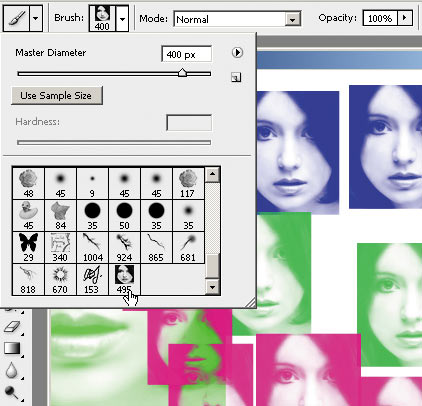 Brush: 400 Mode: Normal Opacity: 100%
Master Diameter 400 px
Use Sample Size
Hardness:
48 45 9 45 45 117
45 84 35 50 35 35
29 340 1004 924 865 681
818 670 153 495